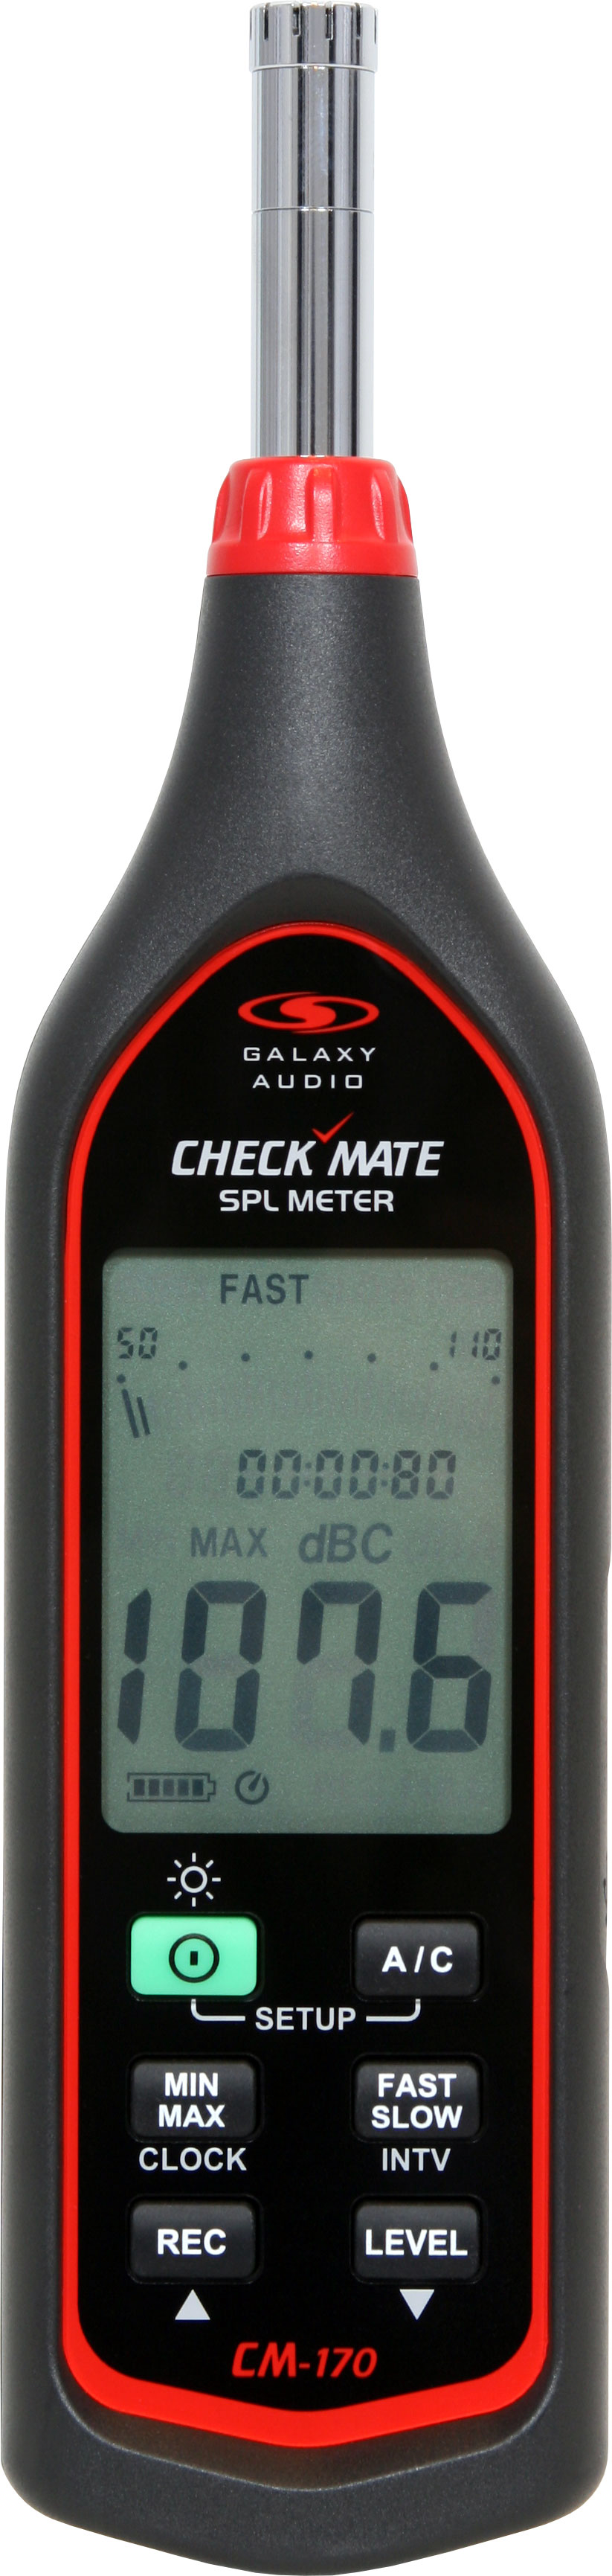 GALAXY
AUDIO
CHECK MATE
SPL METER
FAST
50 110
00:00:80
MAX dBC
107.6
A/C
SETUP
MIN MAX
FAST SLOW
CLOCK INTV
REC LEVEL
CM-170